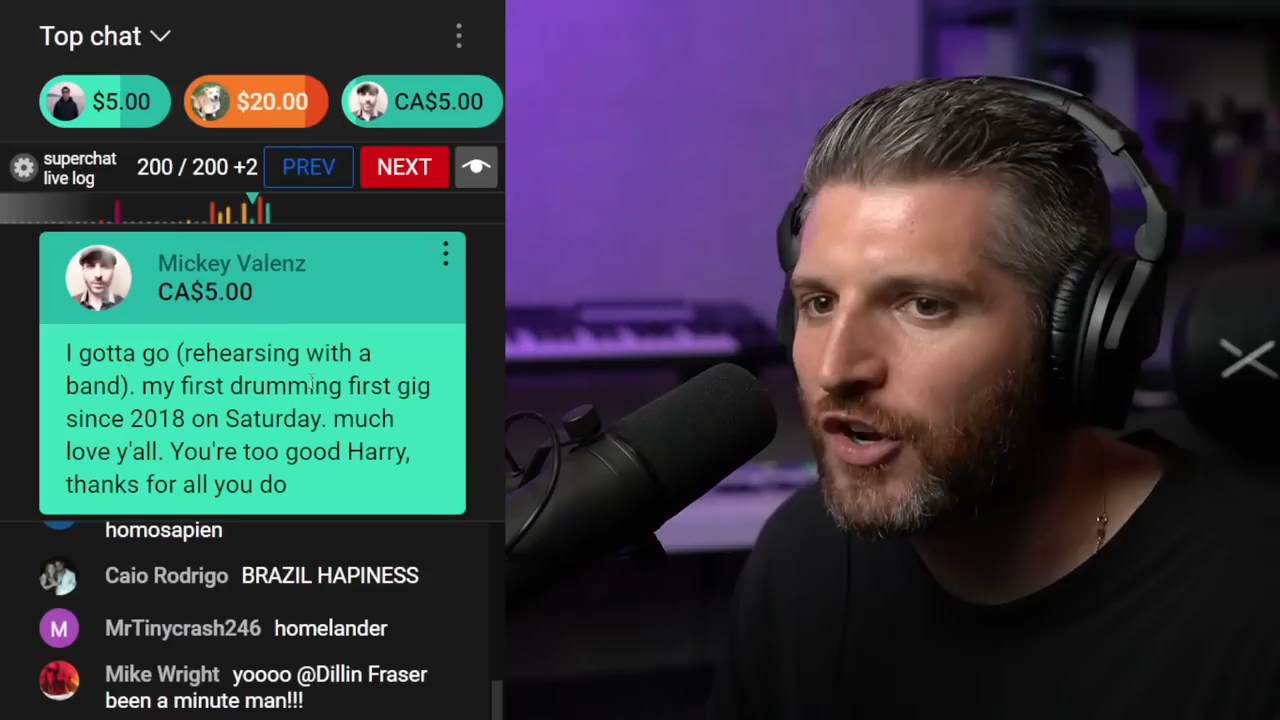 Top chat
$5.00
$20.00
CA$5.00
superchat
live log
200 / 200 +2
PREV
NEXT
Mickey Valenz
CA$5.00
I gotta go (rehearsing with a
band). my first drumming first gig
since 2018 on Saturday. much
love y'all. You're too good Harry,
thanks for all you do
homosapien
Caio Rodrigo BRAZIL HAPINESS
M
MrTinycrash246 homelander
Mike Wright yoooo @Dillin Fraser
been a minute man!!!